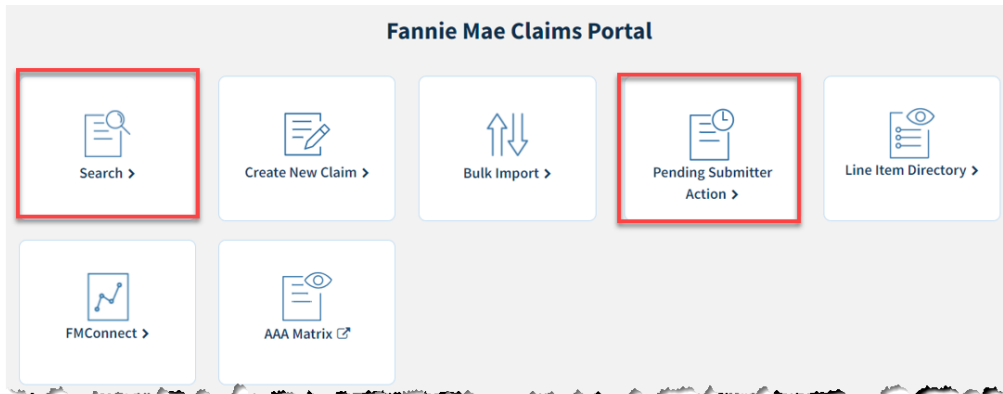 Fannie Mae Claims Portal
Search >
Create New Claim >
Bulk Import >
Pending Submitter
Action >
Line Item Directory >
FMConnect >
AAA Matrix